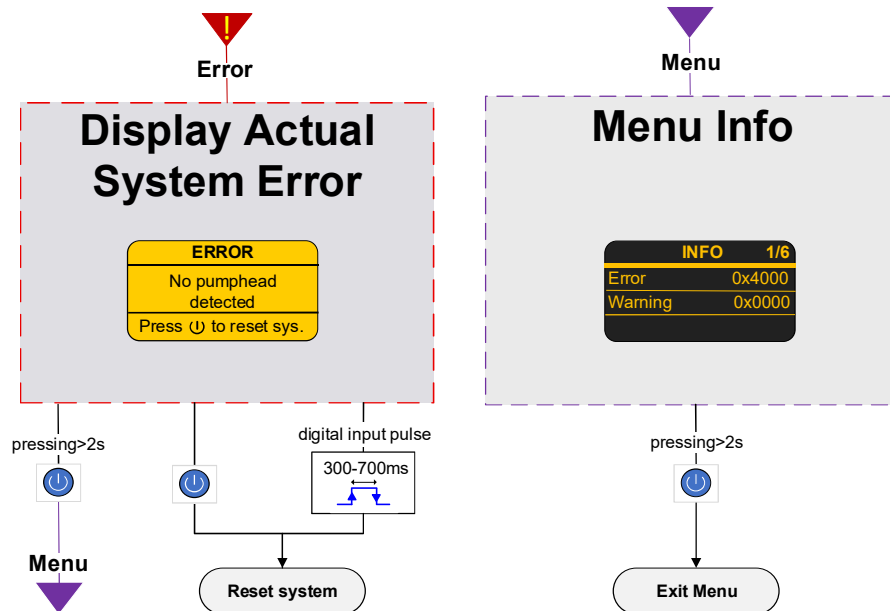 !
Error
Display Actual
System Error
ERROR
No pumphead
detected
Press ⏻ to reset sys.
pressing>2s
digital input pulse
300-700ms
Menu
Reset system
Menu
Menu Info
INFO 1/6
Error 0x4000
Warning 0x0000
pressing>2s
Exit Menu